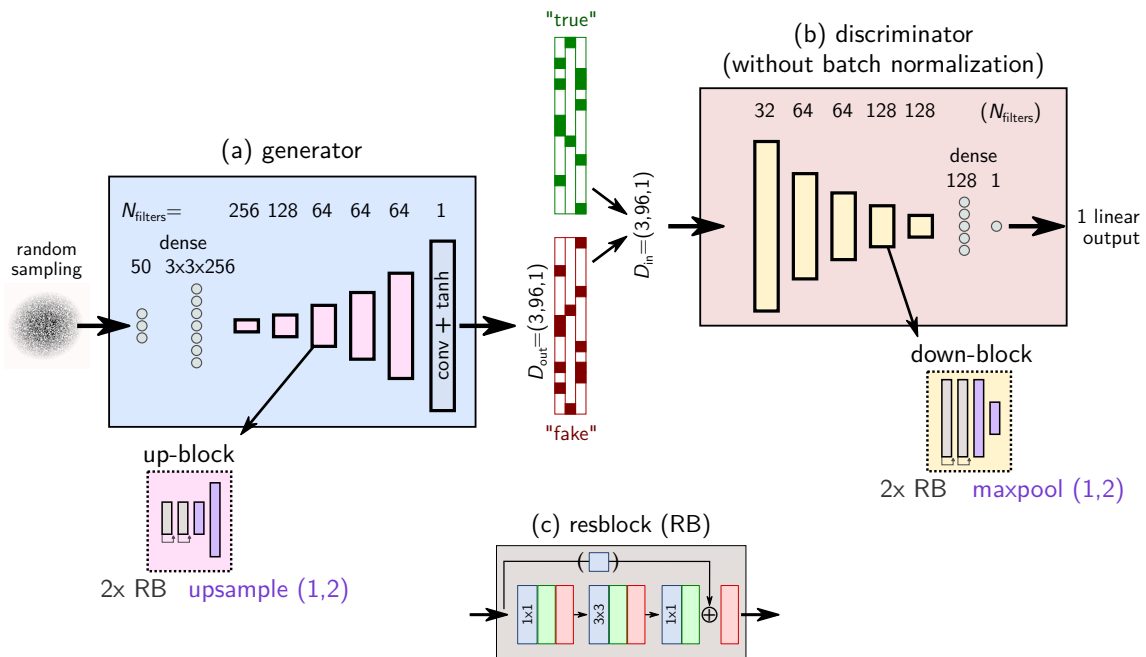 "true"
(b) discriminator
(without batch normalization)
32 64 64 128 128 (Nfilters)
dense
128 1
1 linear
output
(a) generator
Nfilters= 256 128 64 64 64 1
dense
50 3x3x256
random
sampling
conv + tanh
Dout=(3,96,1)
Din=(3,96,1)
"fake"
up-block
2x RB upsample (1,2)
down-block
2x RB maxpool (1,2)
(c) resblock (RB)
( )
1x1
3x3
1x1
+